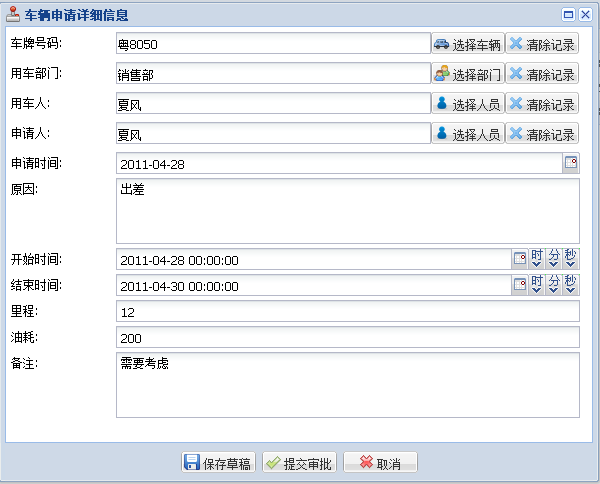 车辆申请详细信息
车牌号码: 粤8050 选择车辆 清除记录
用车部门: 销售部 选择部门 清除记录
用车人: 夏风 选择人员 清除记录
申请人: 夏风 选择人员 清除记录
申请时间: 2011-04-28
原因: 出差
开始时间: 2011-04-28 00:00:00 时 分 秒
结束时间: 2011-04-30 00:00:00 时 分 秒
里程: 12
油耗: 200
备注: 需要考虑
保存草稿 提交审批 取消